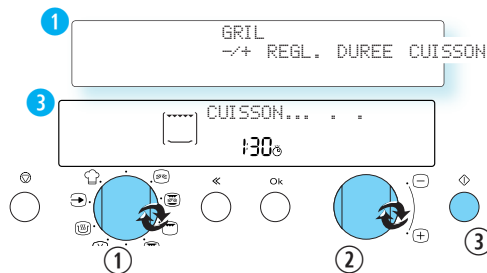 1
GRIL
-/+ REGL. DUREE CUISSON
3
CUISSON... . .
1:30
Ok
1
2
3